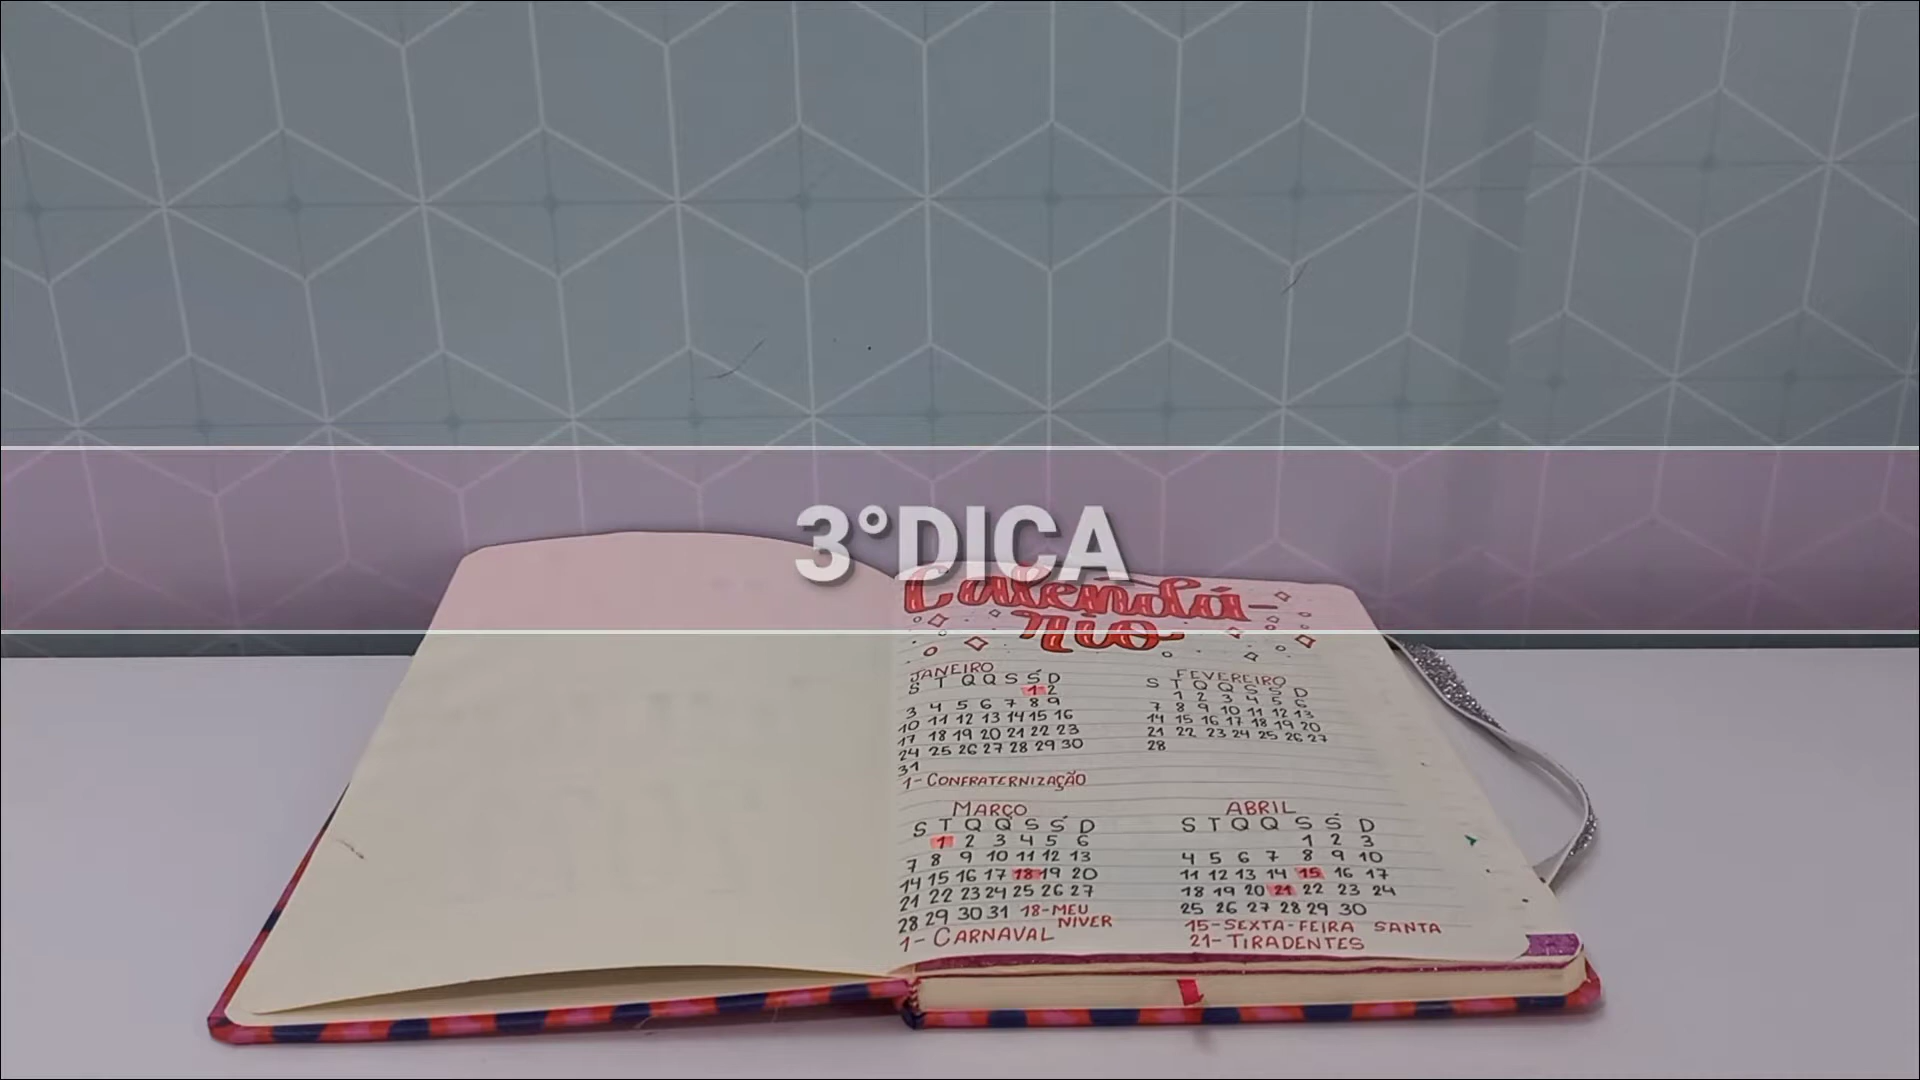 3°DICA
Calendá-
rio
JANEIRO
S T Q Q S S D
1 2
3 4 5 6 7 8 9
10 11 12 13 14 15 16
17 18 19 20 21 22 23
24 25 26 27 28 29 30
31
1- CONFRATERNIZAÇÃO
FEVEREIRO
S T Q Q S S D
1 2 3 4 5 6
7 8 9 10 11 12 13
14 15 16 17 18 19 20
21 22 23 24 25 26 27
28
MARÇO
S T Q Q S S D
1 2 3 4 5 6
7 8 9 10 11 12 13
14 15 16 17 18 19 20
21 22 23 24 25 26 27
28 29 30 31 18-MEU
NIVER
1- CARNAVAL
ABRIL
S T Q Q S S D
1 2 3
4 5 6 7 8 9 10
11 12 13 14 15 16 17
18 19 20 21 22 23 24
25 26 27 28 29 30
15-SEXTA-FEIRA SANTA
21- TIRADENTES